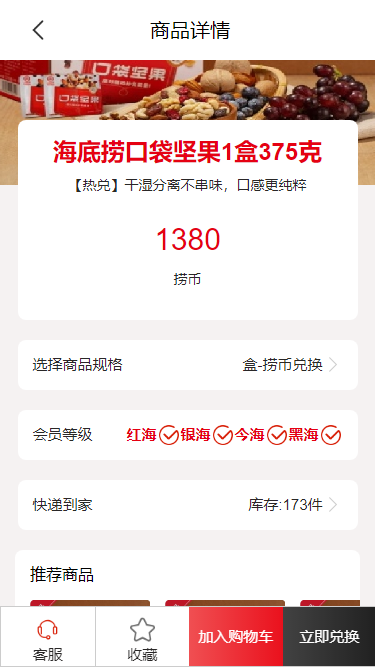 商品详情
口袋坚果
口袋坚果
海底捞口袋坚果1盒375克
【热兑】干湿分离不串味，口感更纯粹
1380
捞币
选择商品规格 盒-捞币兑换
会员等级 红海 银海 今海 黑海
快递到家 库存:173件
推荐商品
客服 收藏 加入购物车 立即兑换